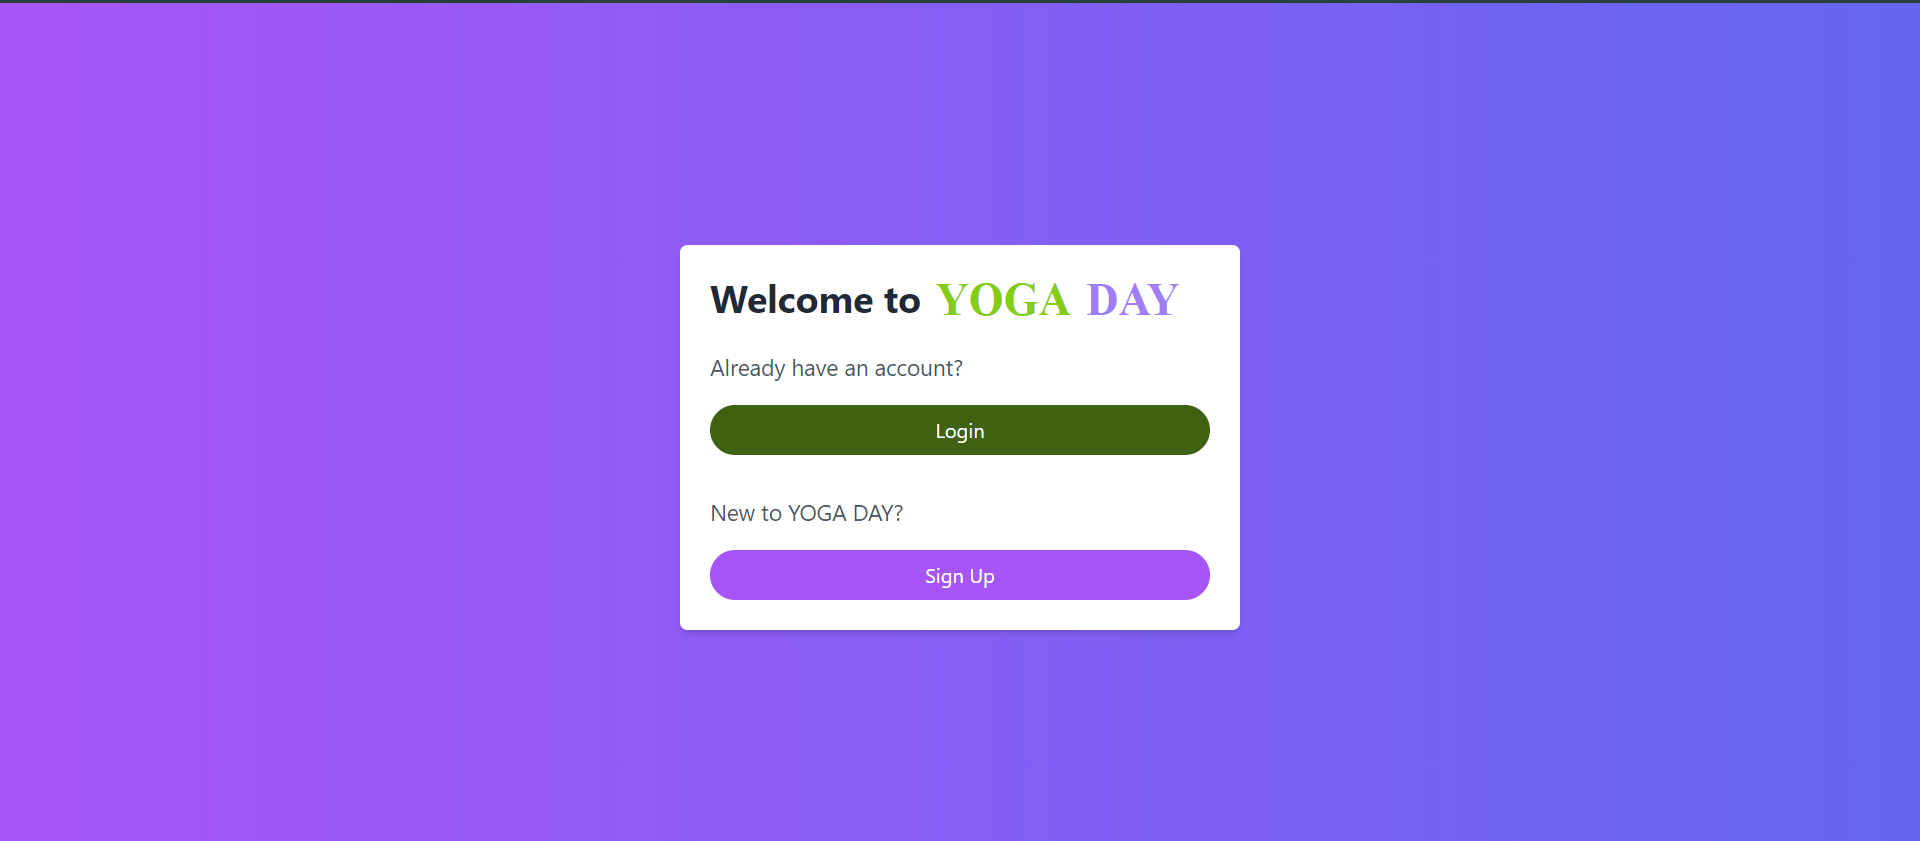 Welcome to YOGA DAY
Already have an account?
Login
New to YOGA DAY?
Sign Up